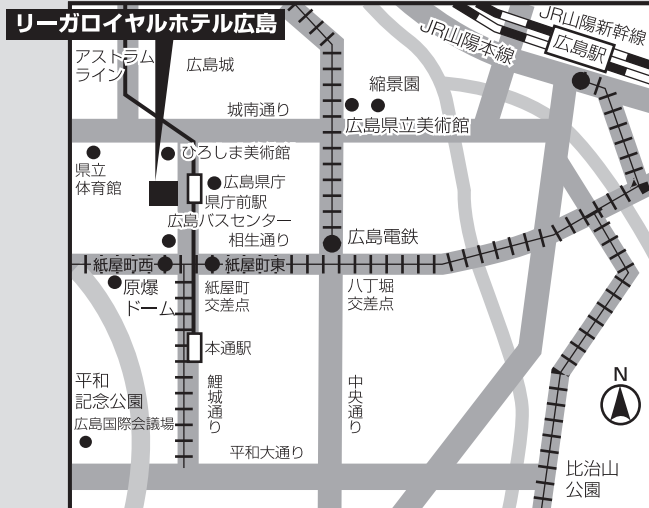 リーガロイヤルホテル広島
JR山陽新幹線
JR山陽本線
広島駅
アストラム
ライン
広島城
縮景園
城南通り
広島県立美術館
ひろしま美術館
県立
体育館
広島県庁
県庁前駅
広島バスセンター
相生通り
広島電鉄
紙屋町西
紙屋町東
原爆
ドーム
紙屋町
交差点
八丁堀
交差点
本通駅
平和
記念公園
鯉城通り
中央通り
広島国際会議場
平和大通り
N
比治山
公園